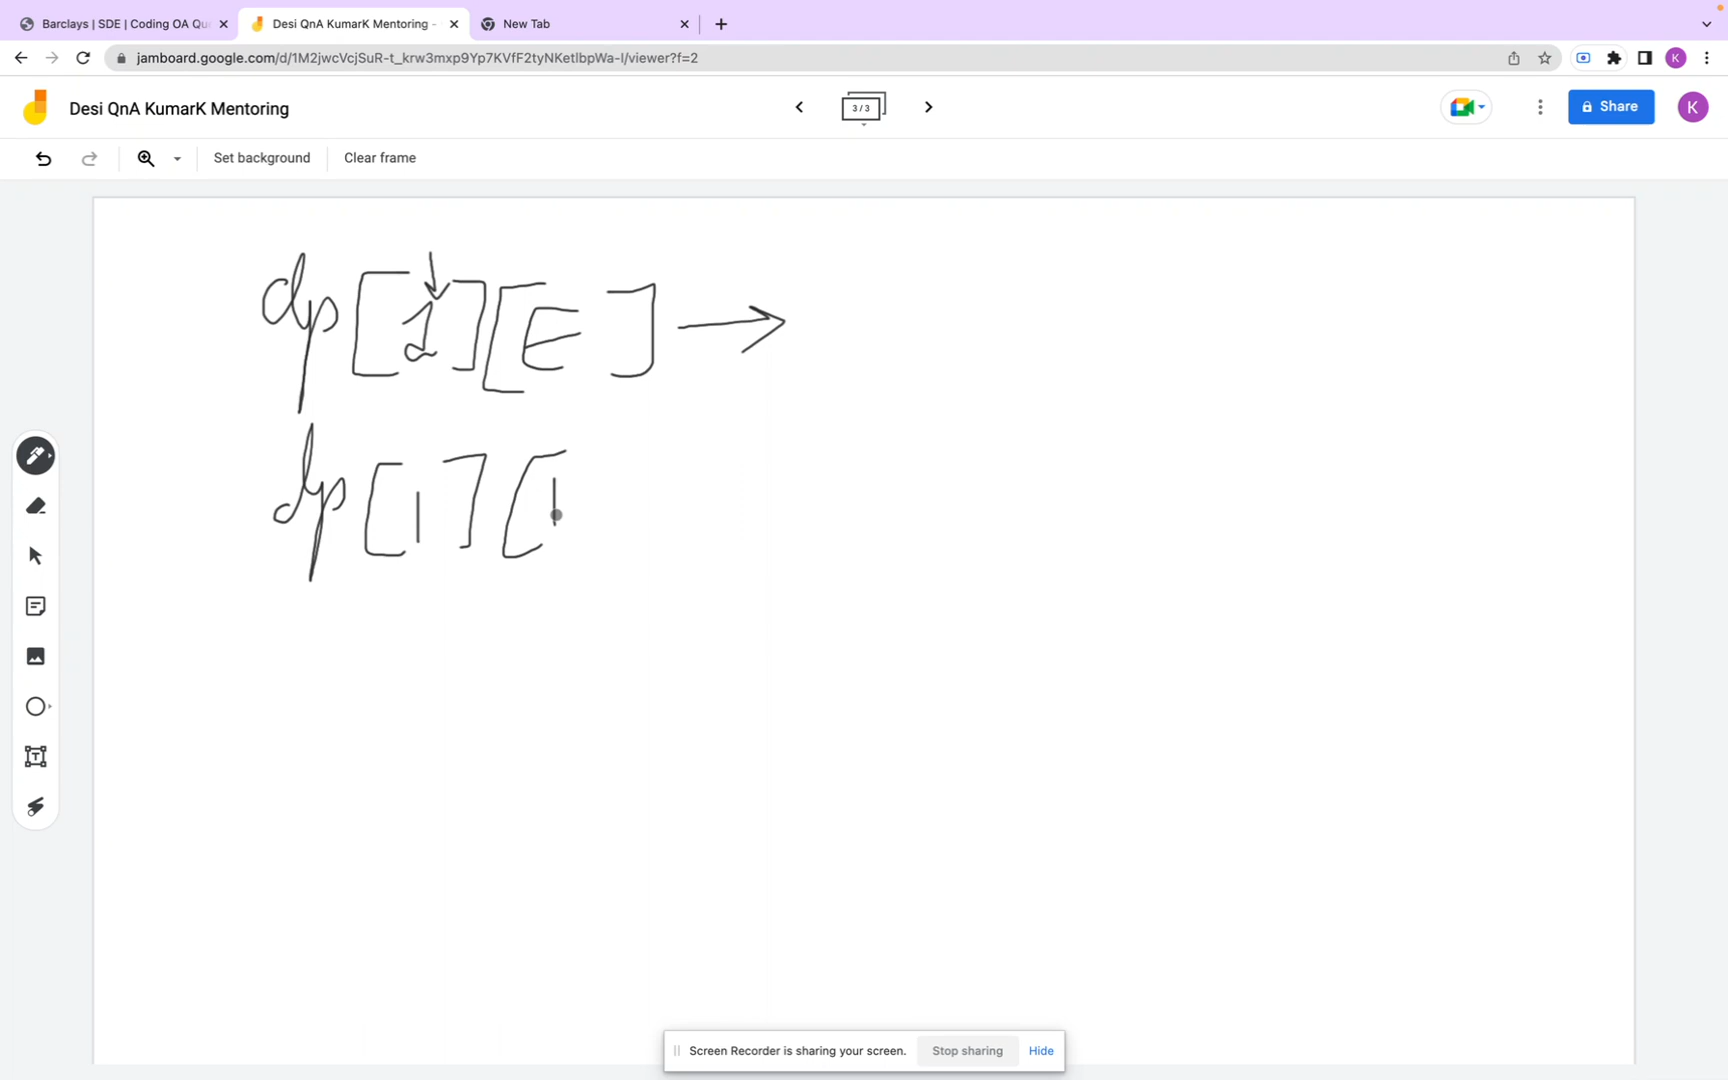 Barclays | SDE | Coding OA Qu
Desi QnA KumarK Mentoring -
New Tab
jamboard.google.com/d/1M2jwcVcjSuR-t_krw3mxp9Yp7KVfF2tyNKetlbpWa-I/viewer?f=2
K
Desi QnA KumarK Mentoring
3 / 3
Share
K
Set background
Clear frame
dp[1][E ] →
dp[1][1
Screen Recorder is sharing your screen.
Stop sharing
Hide